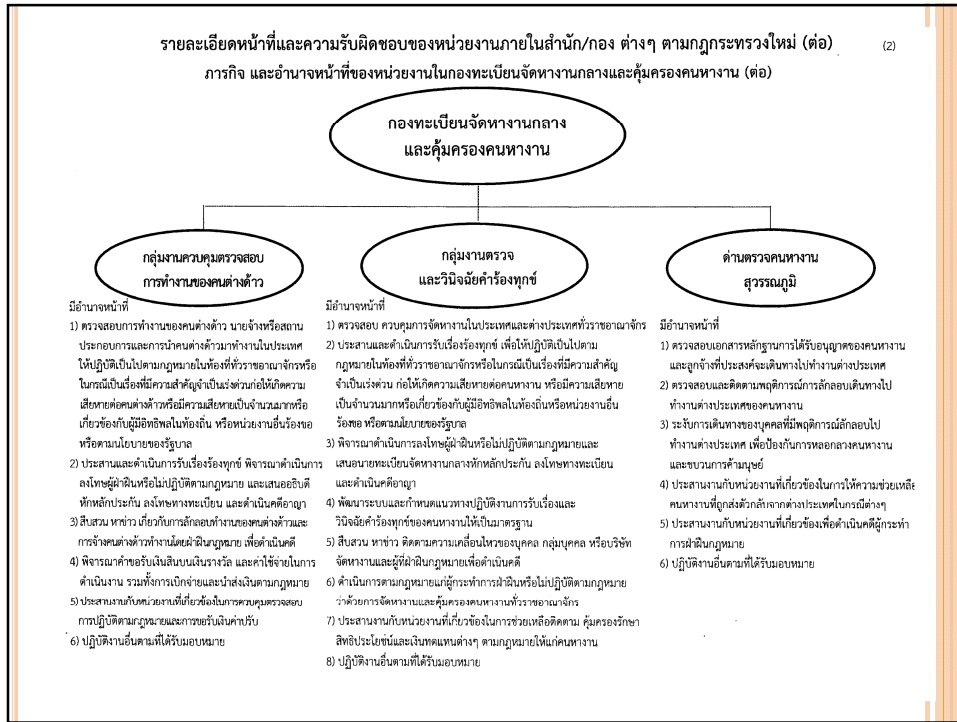 รายละเอียดหน้าที่และความรับผิดชอบของหน่วยงานภายในสำนัก/กอง ต่างๆ ตามกฎกระทรวงใหม่ (ต่อ)
(2)
ภารกิจ และอำนาจหน้าที่ของหน่วยงานในกองทะเบียนจัดหางานกลางและคุ้มครองคนหางาน (ต่อ)
กองทะเบียนจัดหางานกลาง
และคุ้มครองคนหางาน
กลุ่มงานควบคุมตรวจสอบ
การทำงานของคนต่างด้าว
มีอำนาจหน้าที่
1) ตรวจสอบการทำงานของคนต่างด้าว นายจ้างหรือสถาน
ประกอบการและการนำคนต่างด้าวมาทำงานในประเทศ
ให้ปฏิบัติเป็นไปตามกฎหมายในท้องที่ทั่วราชอาณาจักรหรือ
ในกรณีเป็นเรื่องที่มีความสำคัญจำเป็นเร่งด่วนก่อให้เกิดความ
เสียหายต่อคนต่างด้าวหรือมีความเสียหายเป็นจำนวนมากหรือ
เกี่ยวข้องกับผู้มีอิทธิพลในท้องถิ่น หรือหน่วยงานอื่นร้องขอ
หรือตามนโยบายของรัฐบาล
2) ประสานและดำเนินการรับเรื่องร้องทุกข์ พิจารณาดำเนินการ
ลงโทษผู้ฝ่าฝืนหรือไม่ปฏิบัติตามกฎหมาย และเสนออธิบดี
หักหลักประกัน ลงโทษทางทะเบียน และดำเนินคดีอาญา
3) สืบสวน หาข่าว เกี่ยวกับการลักลอบทำงานของคนต่างด้าวและ
การจ้างคนต่างด้าวทำงานโดยฝ่าฝืนกฎหมาย เพื่อดำเนินคดี
4) พิจารณาคำขอรับเงินสินบนเงินรางวัล และค่าใช้จ่ายในการ
ดำเนินงาน รวมทั้งการเบิกจ่ายและนำส่งเงินตามกฎหมาย
5) ประสานงานกับหน่วยงานที่เกี่ยวข้องในการควบคุมตรวจสอบ
การปฏิบัติตามกฎหมายและการขอรับเงินค่าปรับ
6) ปฏิบัติงานอื่นตามที่ได้รับมอบหมาย
กลุ่มงานตรวจ
และวินิจฉัยคำร้องทุกข์
มีอำนาจหน้าที่
1) ตรวจสอบ ควบคุมการจัดหางานในประเทศและต่างประเทศทั่วราชอาณาจักร
2) ประสานและดำเนินการรับเรื่องร้องทุกข์ เพื่อให้ปฏิบัติเป็นไปตาม
กฎหมายในท้องที่ทั่วราชอาณาจักรหรือในกรณีเป็นเรื่องที่มีความสำคัญ
จำเป็นเร่งด่วน ก่อให้เกิดความเสียหายต่อคนหางาน หรือมีความเสียหาย
เป็นจำนวนมากหรือเกี่ยวข้องกับผู้มีอิทธิพลในท้องถิ่นหรือหน่วยงานอื่น
ร้องขอ หรือตามนโยบายของรัฐบาล
3) พิจารณาดำเนินการลงโทษผู้ฝ่าฝืนหรือไม่ปฏิบัติตามกฎหมายและ
เสนอนายทะเบียนจัดหางานกลางหักหลักประกัน ลงโทษทางทะเบียน
และดำเนินคดีอาญา
4) พัฒนาระบบและกำหนดแนวทางปฏิบัติงานการรับเรื่องและ
วินิจฉัยคำร้องทุกข์ของคนหางานให้เป็นมาตรฐาน
5) สืบสวน หาข่าว ติดตามความเคลื่อนไหวของบุคคล กลุ่มบุคคล หรือบริษัท
จัดหางานและผู้ที่ฝ่าฝืนกฎหมายเพื่อดำเนินคดี
6) ดำเนินการตามกฎหมายแก่ผู้กระทำการฝ่าฝืนหรือไม่ปฏิบัติตามกฎหมาย
ว่าด้วยการจัดหางานและคุ้มครองคนหางานทั่วราชอาณาจักร
7) ประสานงานกับหน่วยงานที่เกี่ยวข้องในการช่วยเหลือติดตาม คุ้มครองรักษา
สิทธิประโยชน์และเงินทดแทนต่างๆ ตามกฎหมายให้แก่คนหางาน
8) ปฏิบัติงานอื่นตามที่ได้รับมอบหมาย
ด่านตรวจคนหางาน
สุวรรณภูมิ
มีอำนาจหน้าที่
1) ตรวจสอบเอกสารหลักฐานการได้รับอนุญาตของคนหางาน
และลูกจ้างที่ประสงค์จะเดินทางไปทำงานต่างประเทศ
2) ตรวจสอบและติดตามพฤติการณ์การลักลอบเดินทางไป
ทำงานต่างประเทศของคนหางาน
3) ระงับการเดินทางของบุคคลที่มีพฤติการณ์ลักลอบไป
ทำงานต่างประเทศ เพื่อป้องกันการหลอกลวงคนหางาน
และขบวนการค้ามนุษย์
4) ประสานงานกับหน่วยงานที่เกี่ยวข้องในการให้ความช่วยเหลือ
คนหางานที่ถูกส่งตัวกลับจากต่างประเทศในกรณีต่างๆ
5) ประสานงานกับหน่วยงานที่เกี่ยวข้องเพื่อดำเนินคดีผู้กระทำ
การฝ่าฝืนกฎหมาย
6) ปฏิบัติงานอื่นตามที่ได้รับมอบหมาย